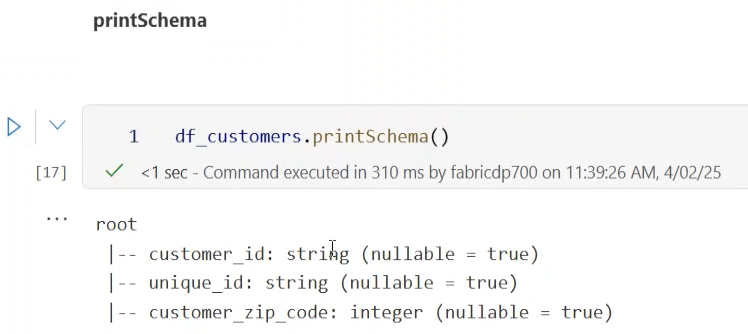 printSchema
1 df_customers.printSchema()
[17] <1 sec - Command executed in 310 ms by fabricdp700 on 11:39:26 AM, 4/02/25
... root
|-- customer_id: string (nullable = true)
|-- unique_id: string (nullable = true)
|-- customer_zip_code: integer (nullable = true)